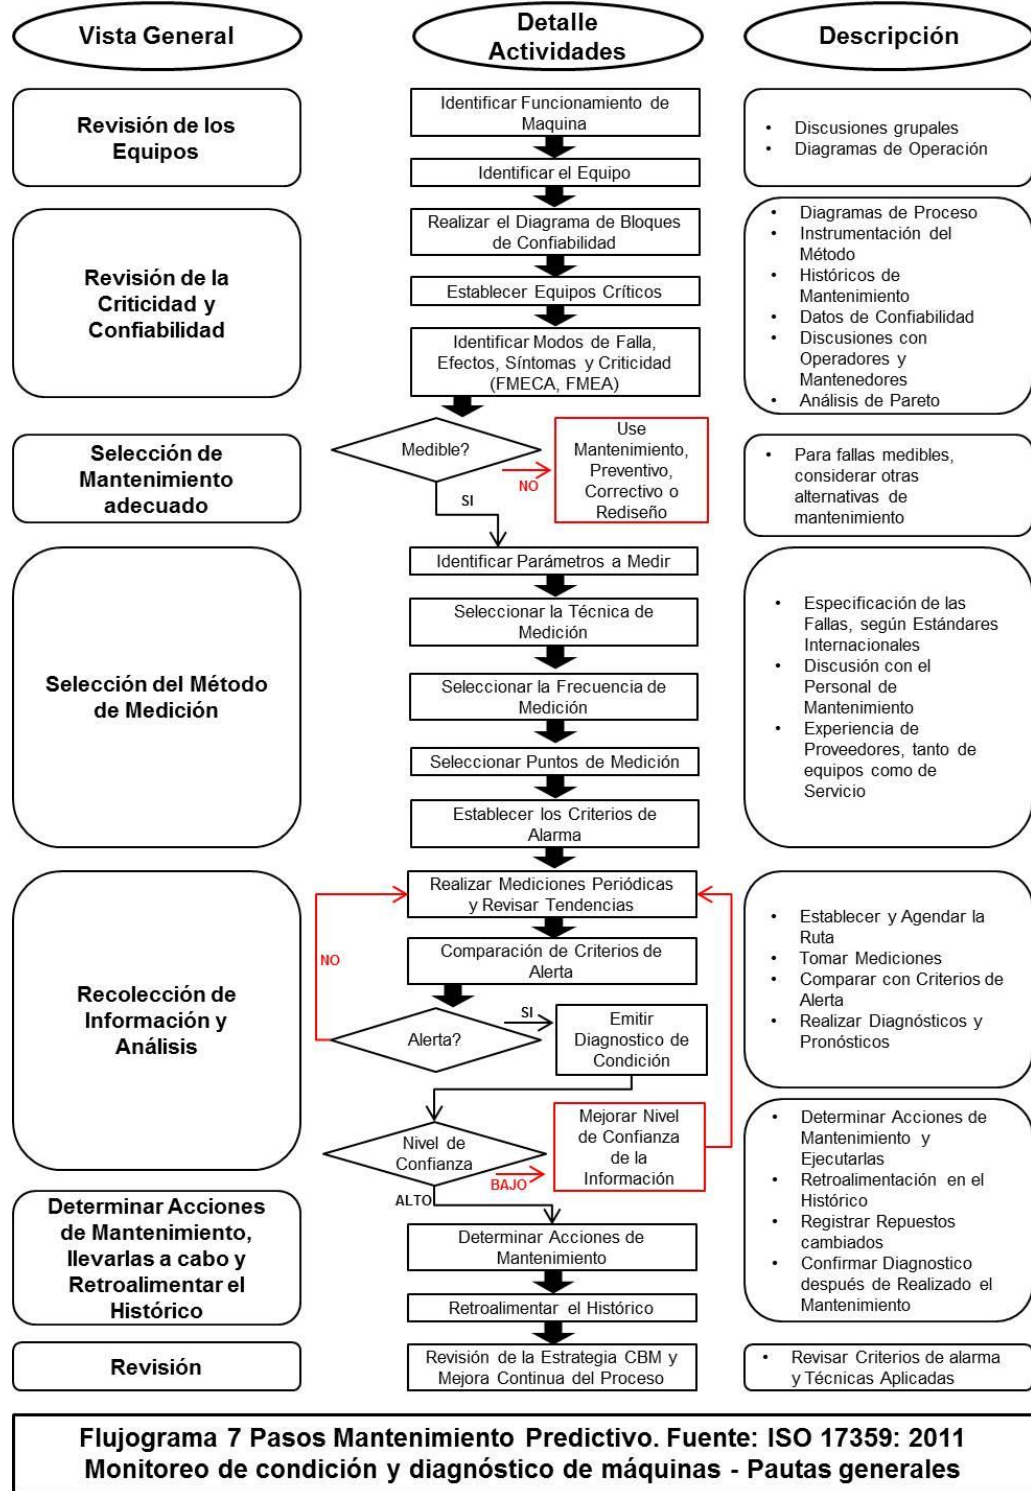 Vista General
Detalle
Actividades
Descripción
Revisión de los
Equipos
Identificar Funcionamiento de
Maquina
Identificar el Equipo
• Discusiones grupales
• Diagramas de Operación
Revisión de la
Criticidad y
Confiabilidad
Realizar el Diagrama de Bloques
de Confiabilidad
Establecer Equipos Críticos
Identificar Modos de Falla,
Efectos, Síntomas y Criticidad
(FMECA, FMEA)
• Diagramas de Proceso
• Instrumentación del
Método
• Históricos de
Mantenimiento
• Datos de Confiabilidad
• Discusiones con
Operadores y
Mantenedores
• Análisis de Pareto
Selección de
Mantenimiento
adecuado
Medible?
NO
SI
Use
Mantenimiento,
Preventivo,
Correctivo o
Rediseño
• Para fallas medibles,
considerar otras
alternativas de
mantenimiento
Selección del Método
de Medición
Identificar Parámetros a Medir
Seleccionar la Técnica de
Medición
Seleccionar la Frecuencia de
Medición
Seleccionar Puntos de Medición
Establecer los Criterios de
Alarma
• Especificación de las
Fallas, según Estándares
Internacionales
• Discusión con el
Personal de
Mantenimiento
• Experiencia de
Proveedores, tanto de
equipos como de
Servicio
Recolección de
Información y
Análisis
Realizar Mediciones Periódicas
y Revisar Tendencias
Comparación de Criterios de
Alerta
NO
Alerta?
SI
Emitir
Diagnostico de
Condición
Nivel de
Confianza
BAJO
ALTO
Mejorar Nivel
de Confianza
de la
Información
• Establecer y Agendar la
Ruta
• Tomar Mediciones
• Comparar con Criterios de
Alerta
• Realizar Diagnósticos y
Pronósticos
Determinar Acciones
de Mantenimiento,
llevarlas a cabo y
Retroalimentar el
Histórico
Determinar Acciones de
Mantenimiento
Retroalimentar el Histórico
• Determinar Acciones de
Mantenimiento y
Ejecutarlas
• Retroalimentación en el
Histórico
• Registrar Repuestos
cambiados
• Confirmar Diagnostico
después de Realizado el
Mantenimiento
Revisión
Revisión de la Estrategia CBM y
Mejora Continua del Proceso
• Revisar Criterios de alarma
y Técnicas Aplicadas
Flujograma 7 Pasos Mantenimiento Predictivo. Fuente: ISO 17359: 2011
Monitoreo de condición y diagnóstico de máquinas - Pautas generales